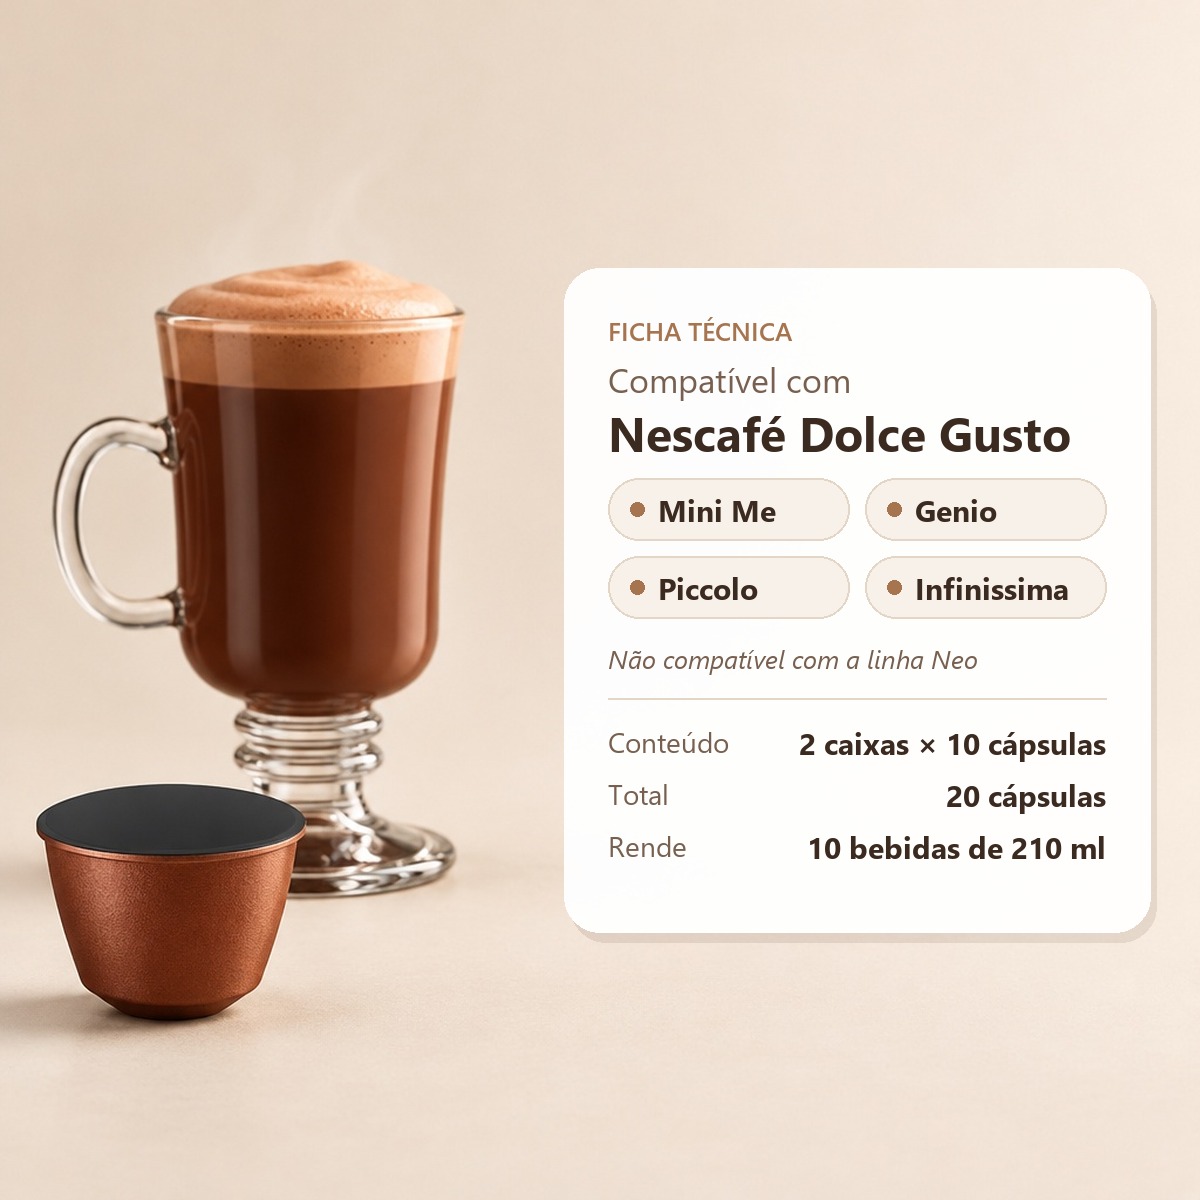 FICHA TÉCNICA
Compatível com
Nescafé Dolce Gusto
Mini Me
Genio
Piccolo
Infinissima
Não compatível com a linha Neo
Conteúdo 2 caixas × 10 cápsulas
Total 20 cápsulas
Rende 10 bebidas de 210 ml